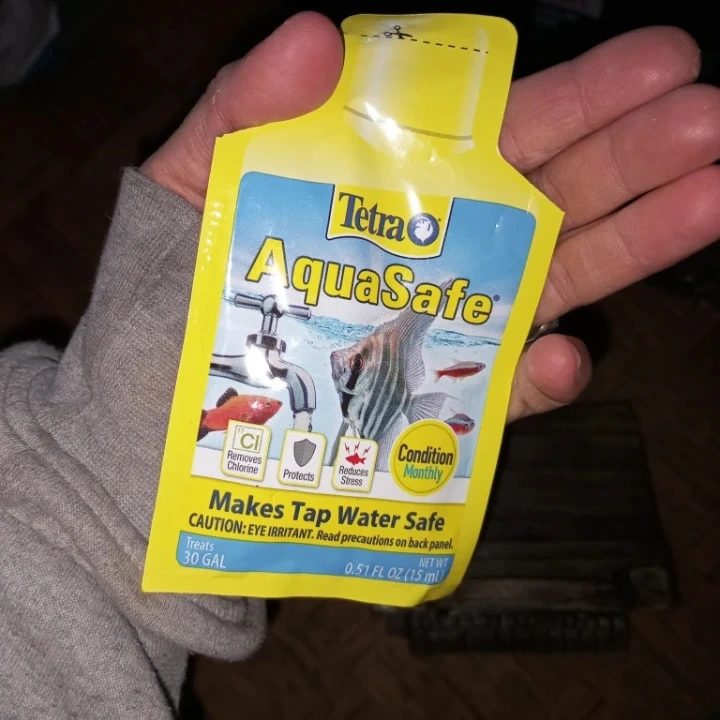 Tetra
AquaSafe®
Cl
Removes
Chlorine
Protects
Reduces
Stress
Condition
Monthly
Makes Tap Water Safe
CAUTION: EYE IRRITANT. Read precautions on back panel.
Treats
30 GAL
NET WT
0.51 FL OZ (15 mL)